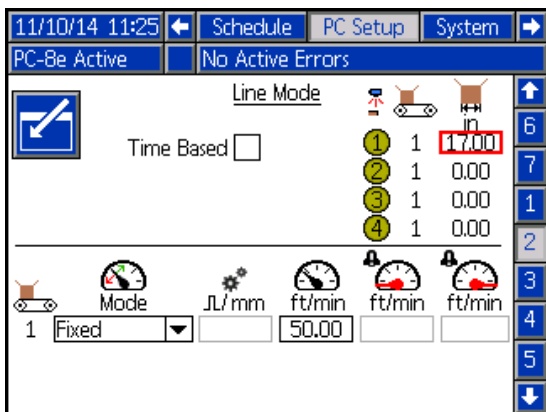 11/10/14 11:25 Schedule PC Setup System
PC-8e Active No Active Errors
Line Mode
in
Time Based
1 1 17.00
2 1 0.00
3 1 0.00
4 1 0.00
6
7
1
2
3
4
5
Mode /mm ft/min ft/min ft/min
1 Fixed 50.00